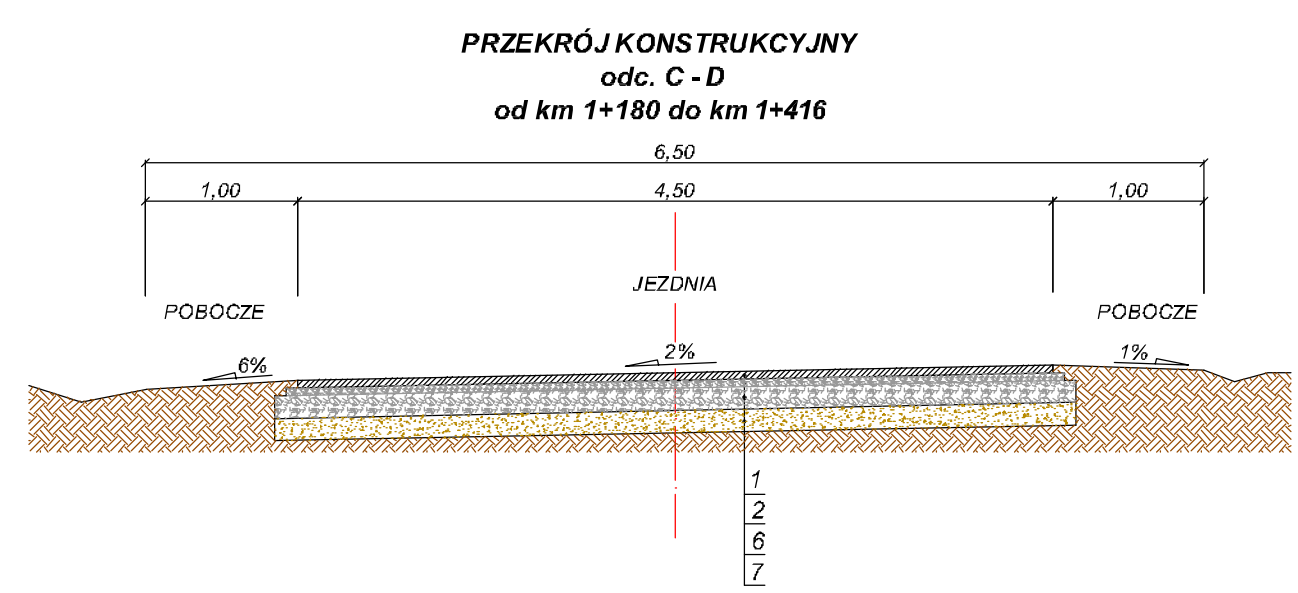 PRZEKRÓJ KONSTRUKCYJNY
odc. C - D
od km 1+180 do km 1+416
6,50
1,00 4,50 1,00
JEZDNIA
POBOCZE POBOCZE
6% 2% 1%
1
2
6
7